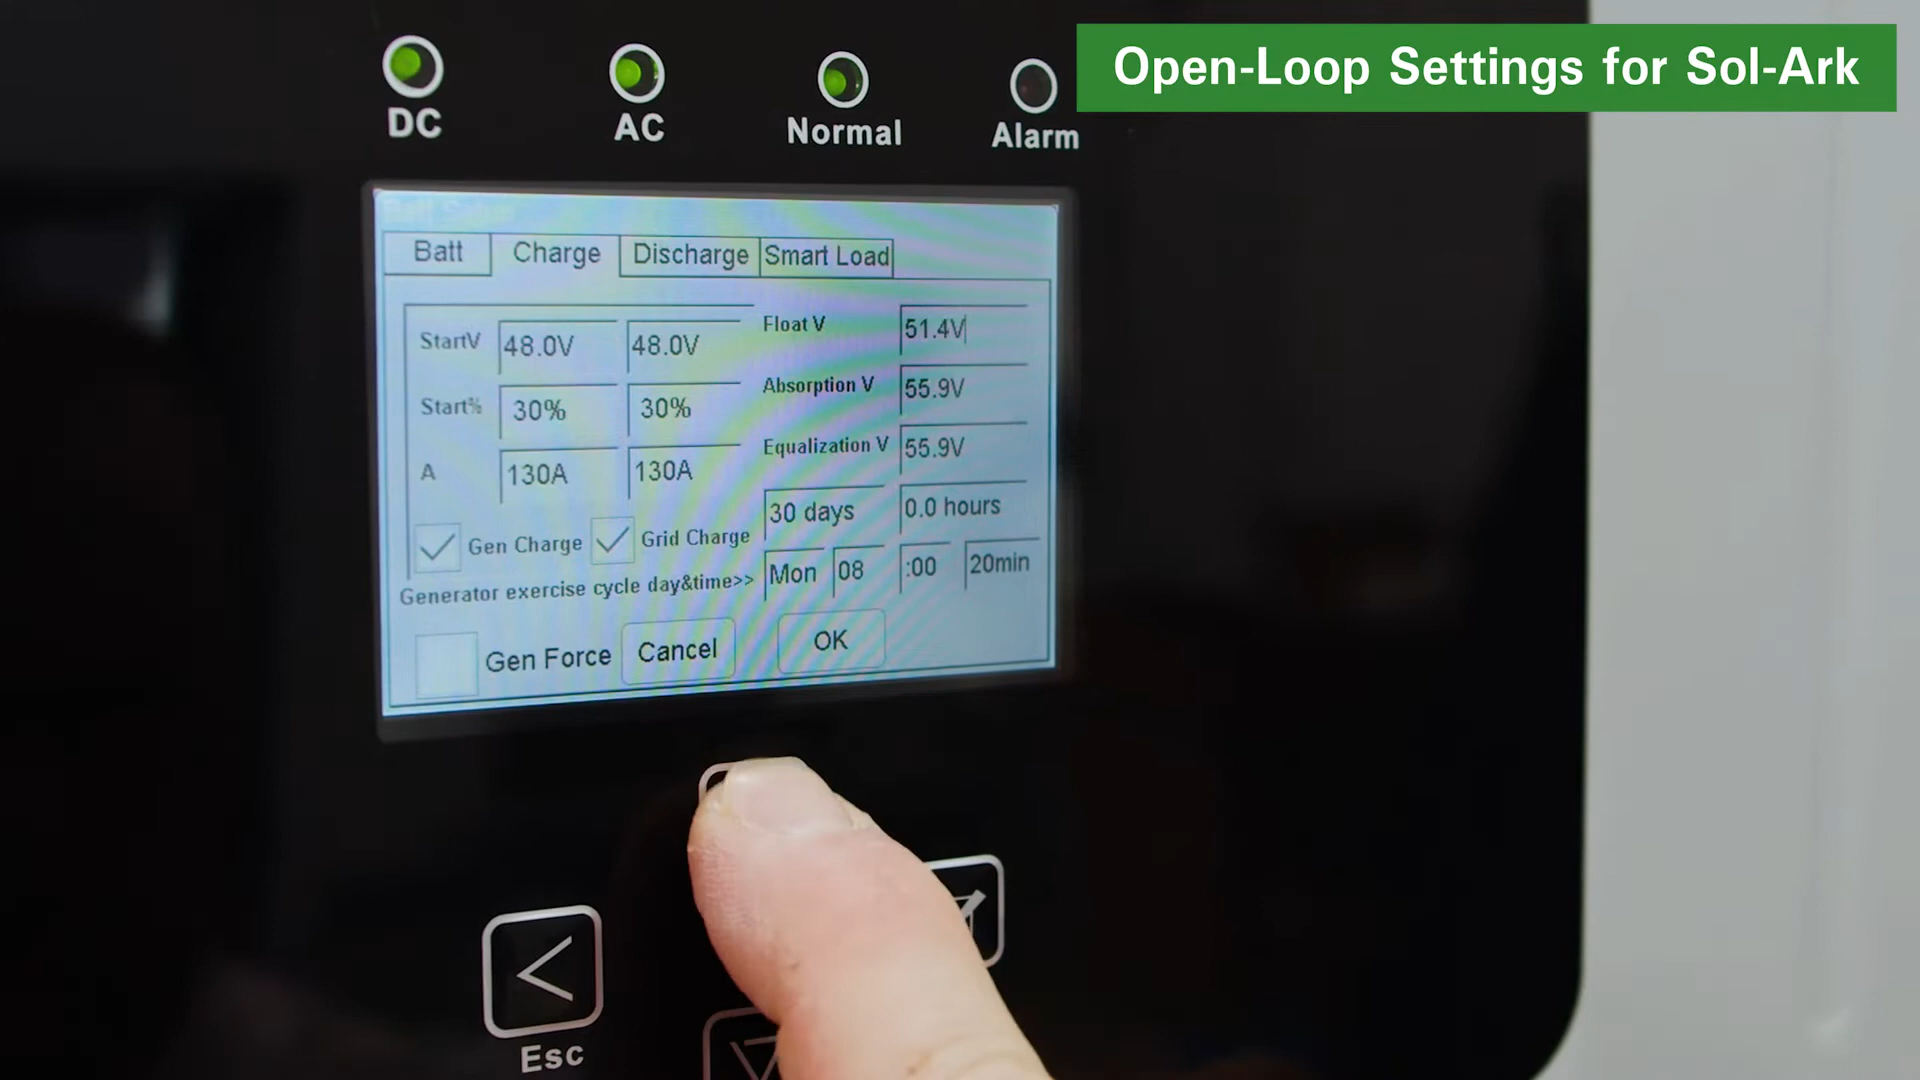 Open-Loop Settings for Sol-Ark
DC
AC
Normal
Alarm
Batt
Charge
Discharge
Smart Load
StartV 48.0V 48.0V
Float V 51.4V
Start% 30% 30%
Absorption V 55.9V
A 130A 130A
Equalization V 55.9V
30 days 0.0 hours
Gen Charge
Grid Charge
Generator exercise cycle day&time>> Mon 08 :00 20min
Gen Force
Cancel
OK
Esc